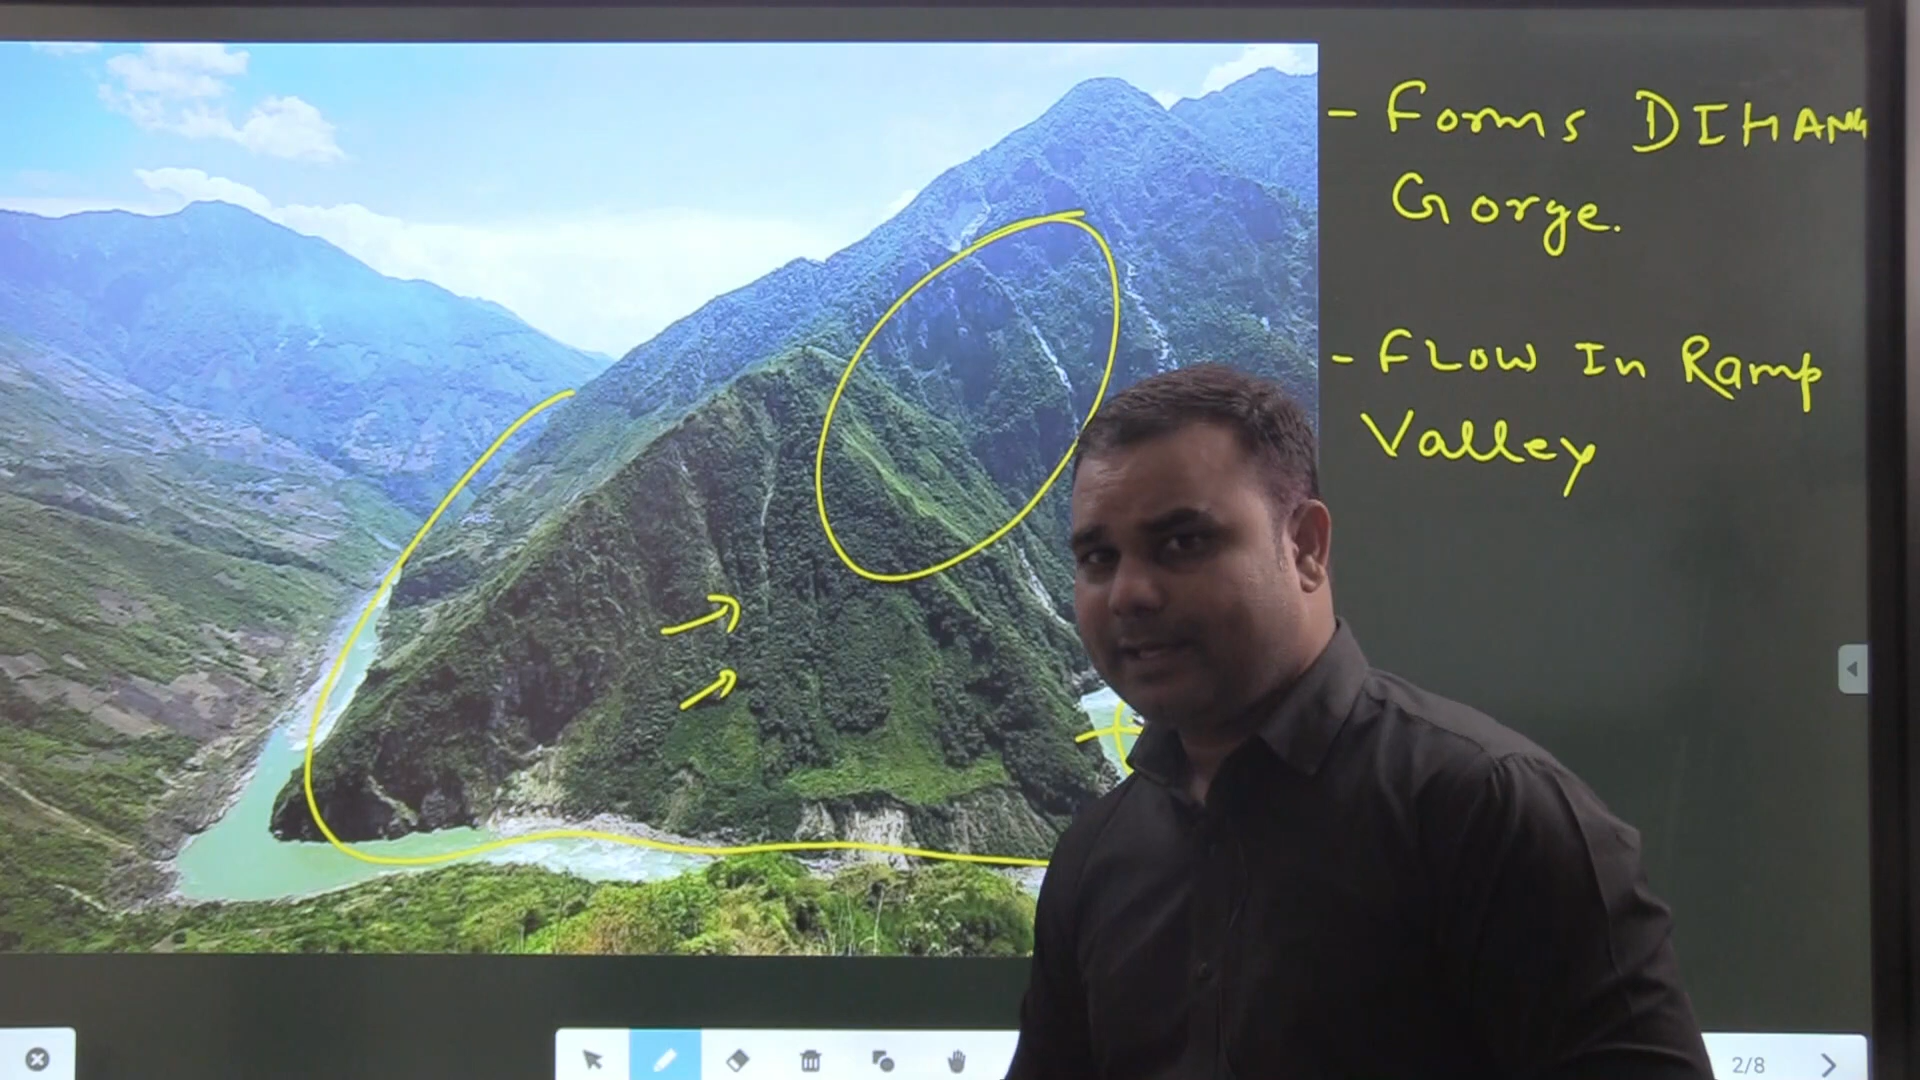 - Forms DIHANG
Gorge.
- FLOW In Ramp
Valley
2/8